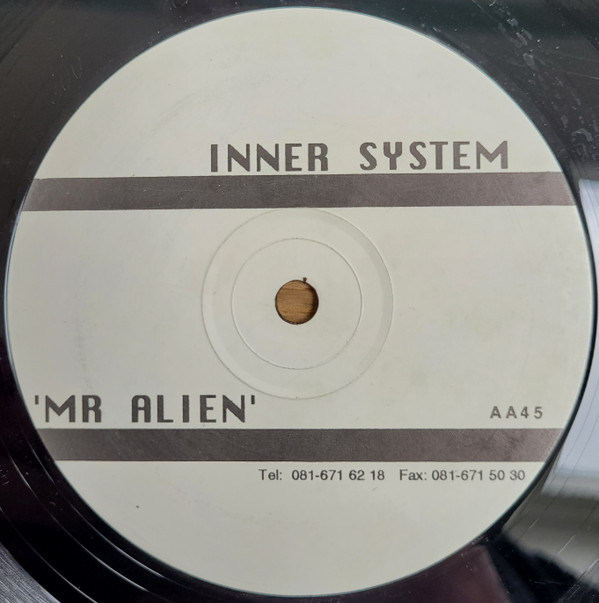 INNER SYSTEM
'MR ALIEN'
AA45
Tel: 081-671 62 18 Fax: 081-671 50 30